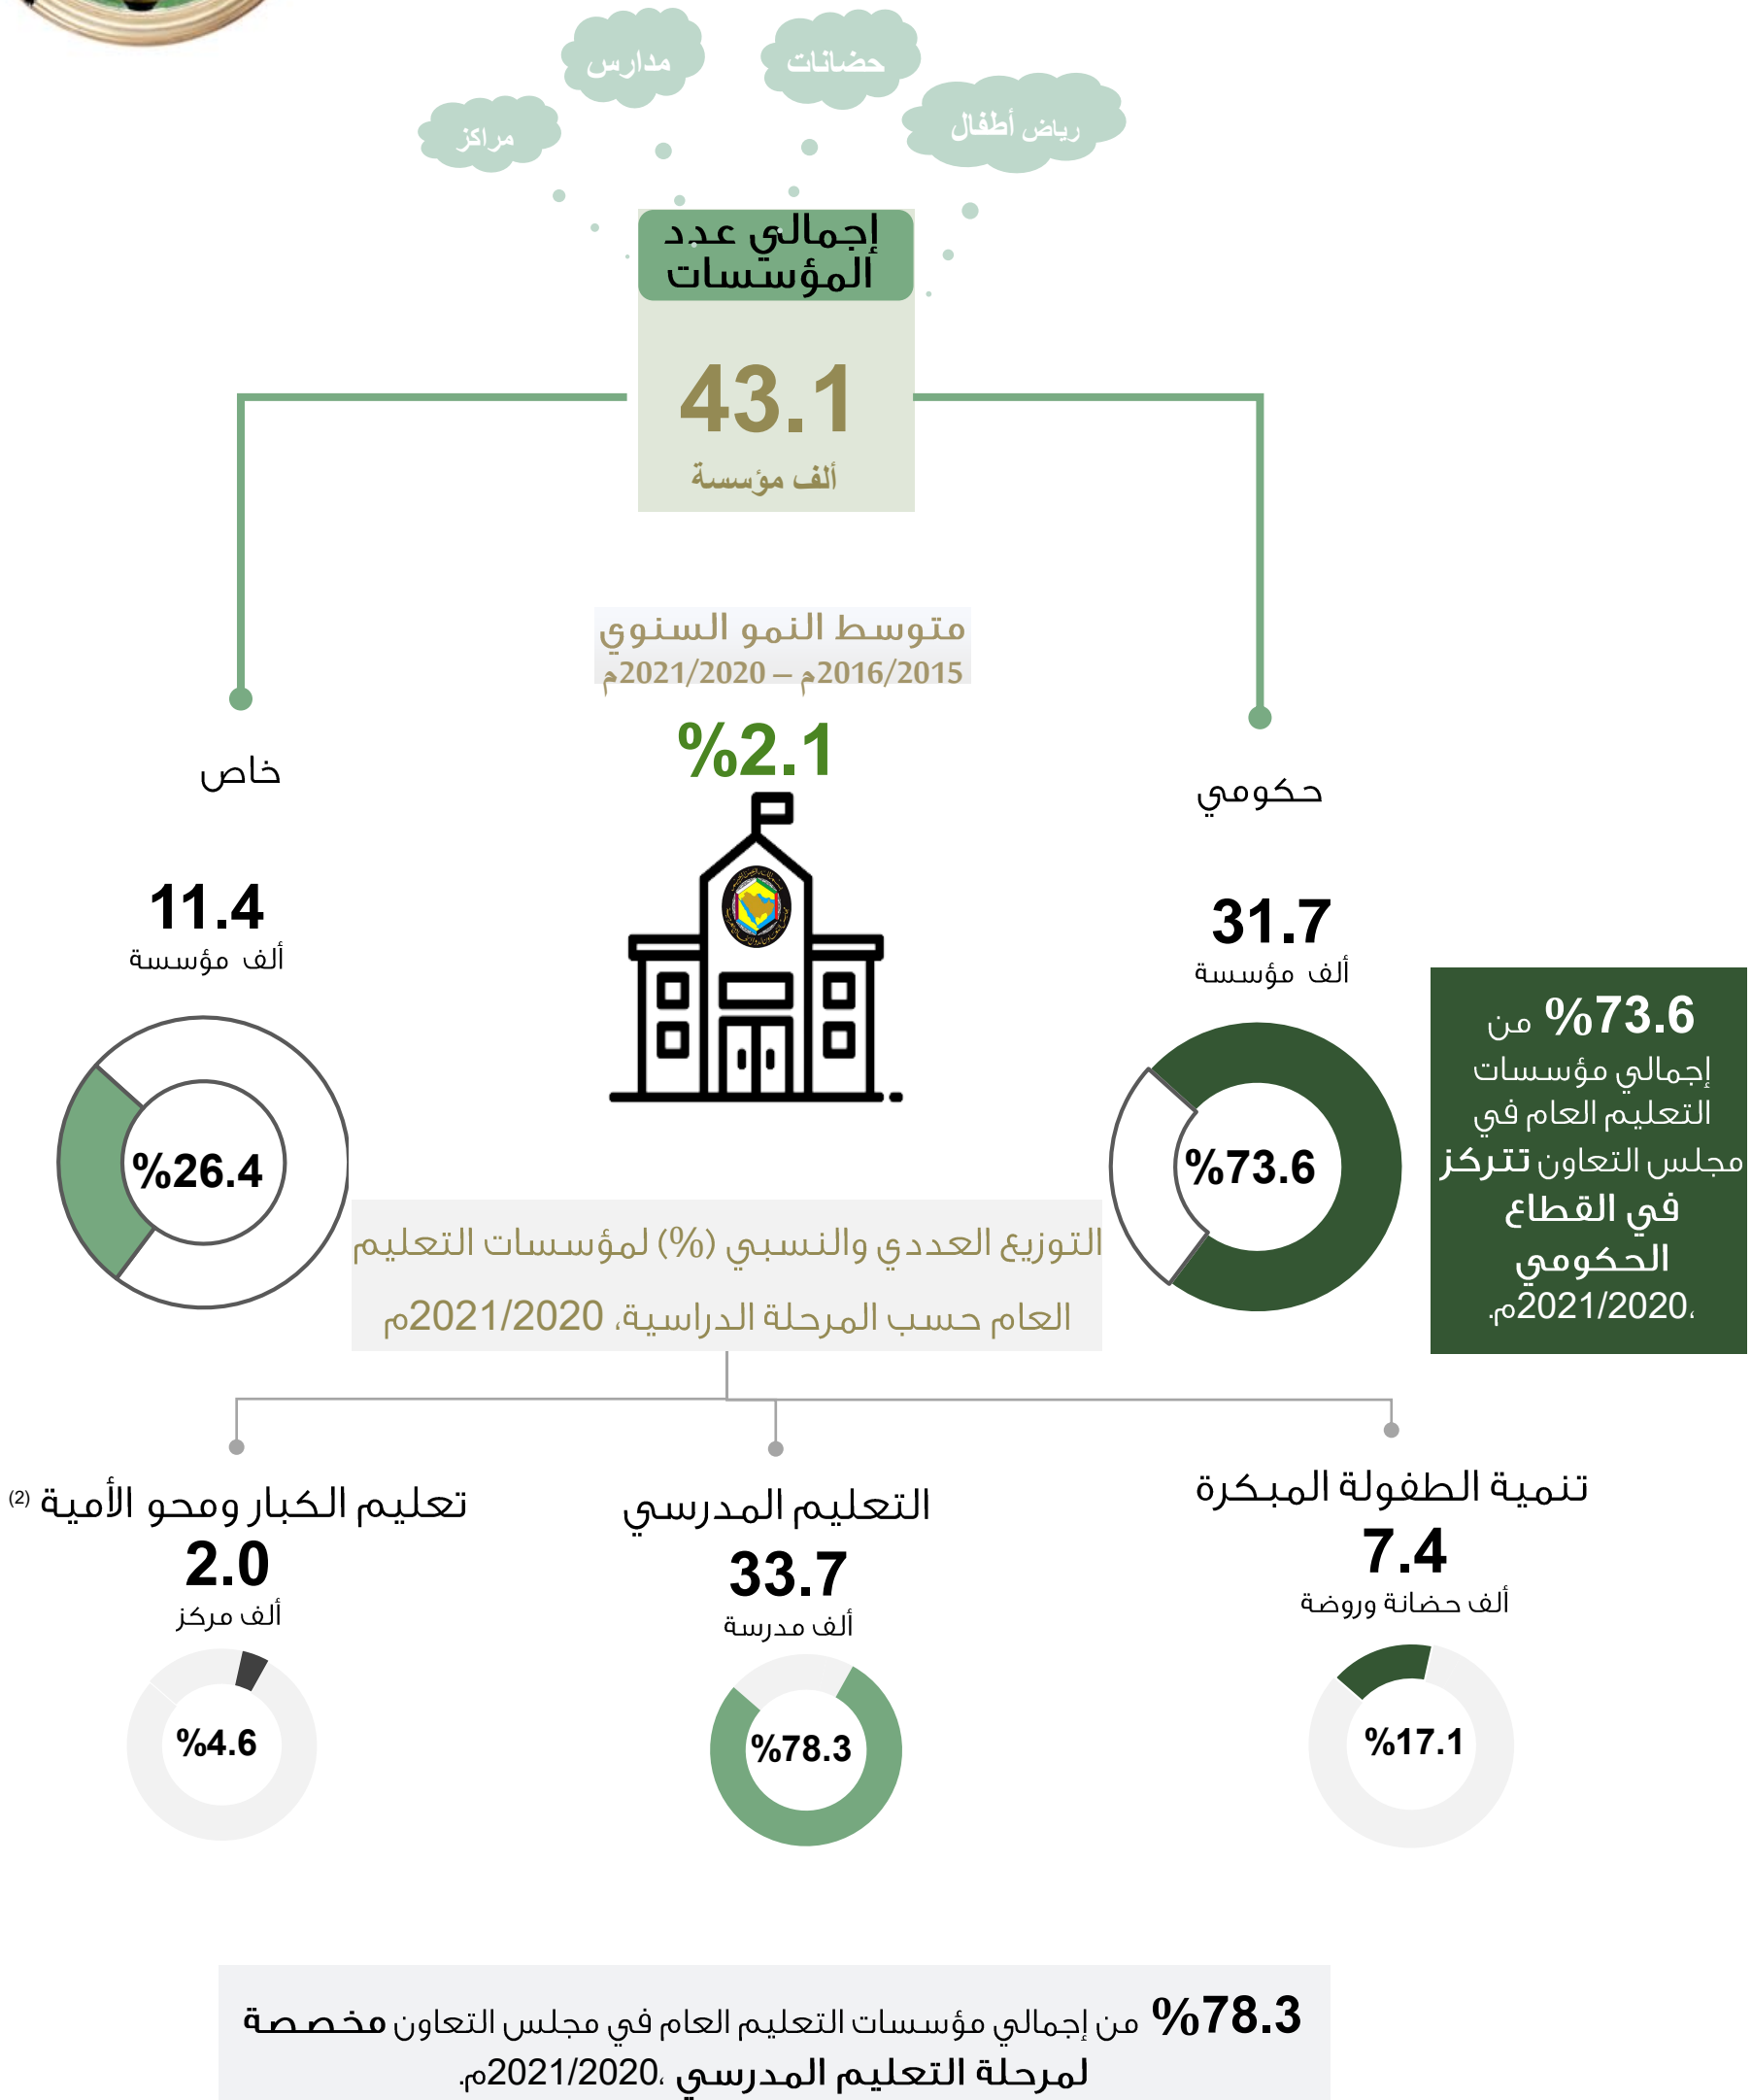 رياض أطفال
حضانات
مدارس
مراكز
إجمالي عدد
المؤسسات
43.1
ألف مؤسسة
متوسط النمو السنوي
2016/2015م – 2021/2020م
%2.1
حكومي
31.7
ألف مؤسسة
%73.6
خاص
11.4
ألف مؤسسة
%26.4
%73.6 من
إجمالي مؤسسات
التعليم العام في
مجلس التعاون تتركز
في القطاع
الحكومي
،2021/2020م.
التوزيع العددي والنسبي (%) لمؤسسات التعليم
العام حسب المرحلة الدراسية، 2021/2020م
تنمية الطفولة المبكرة
7.4
ألف حضانة وروضة
%17.1
التعليم المدرسي
33.7
ألف مدرسة
%78.3
تعليم الكبار ومحو الأمية (2)
2.0
ألف مركز
%4.6
%78.3 من إجمالي مؤسسات التعليم العام في مجلس التعاون مخصصة
لمرحلة التعليم المدرسي ،2021/2020م.